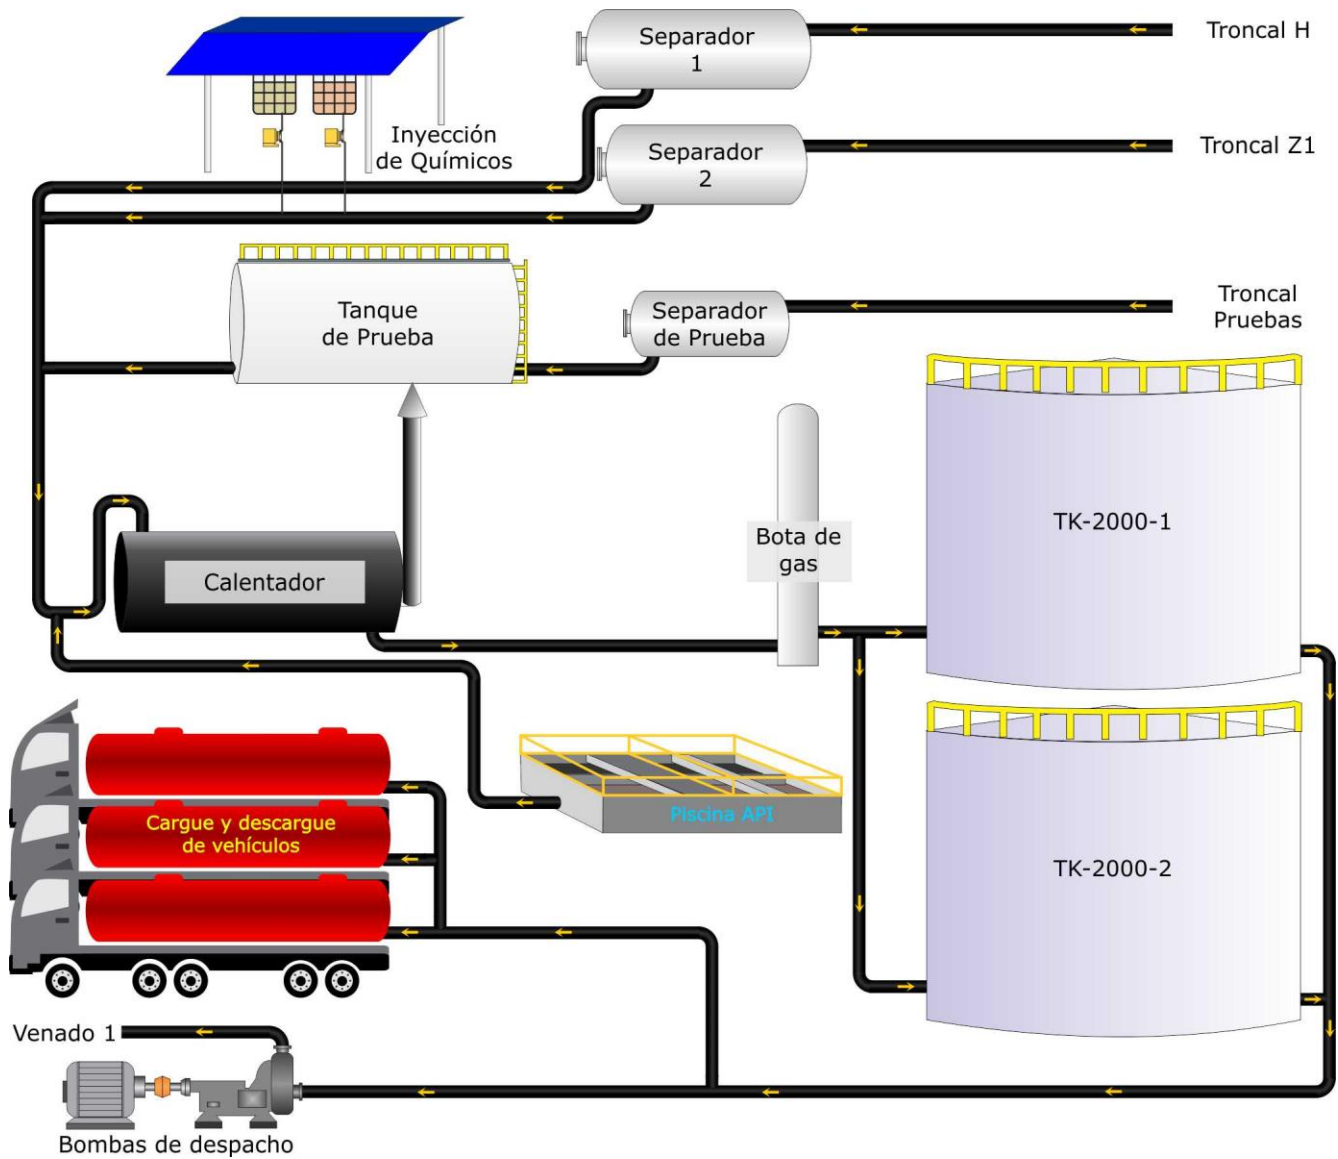 Troncal H
Separador
1
Inyección
de Químicos
Separador
2
Troncal Z1
Tanque
de Prueba
Separador
de Prueba
Troncal
Pruebas
TK-2000-1
Bota de
gas
Calentador
Cargue y descargue
de vehículos
Piscina API
TK-2000-2
Venado 1
Bombas de despacho